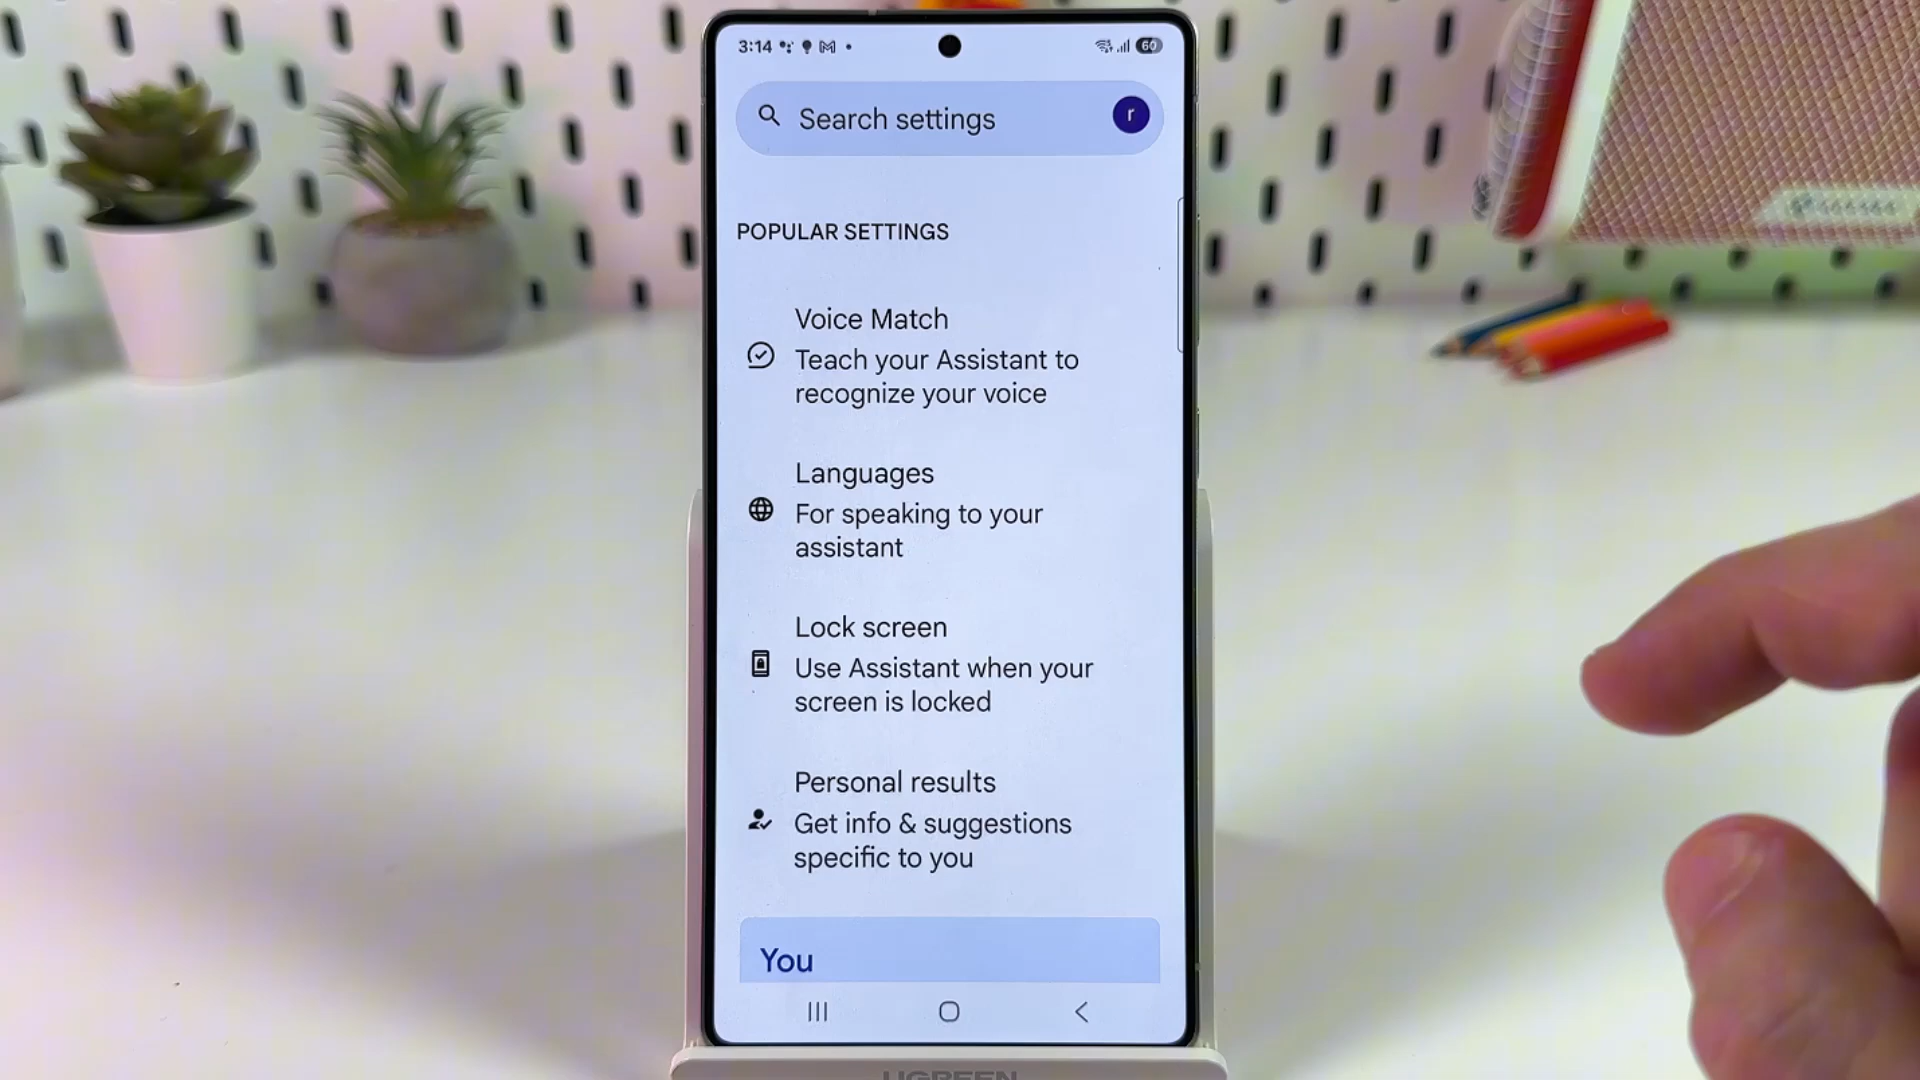 3:14
60
Search settings
r
POPULAR SETTINGS
Voice Match
Teach your Assistant to
recognize your voice
Languages
For speaking to your
assistant
Lock screen
Use Assistant when your
screen is locked
Personal results
Get info & suggestions
specific to you
You
UGREEN